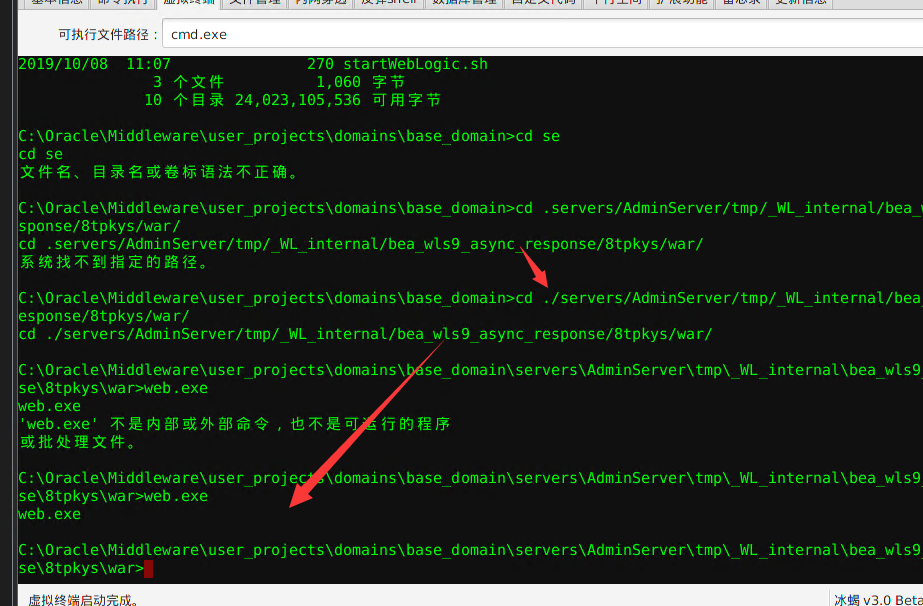 基本信息 命令执行 虚拟终端 文件管理 内网穿透 反弹shell 数据库管理 自定义代码 平行空间 扩展功能 备忘录 更新信息
可执行文件路径： cmd.exe
2019/10/08 11:07 270 startWebLogic.sh
3 个文件 1,060 字节
10 个目录 24,023,105,536 可用字节
C:\Oracle\Middleware\user_projects\domains\base_domain>cd se
cd se
文件名、目录名或卷标语法不正确。
C:\Oracle\Middleware\user_projects\domains\base_domain>cd .servers/AdminServer/tmp/_WL_internal/bea_w
sponse/8tpkys/war/
cd .servers/AdminServer/tmp/_WL_internal/bea_wls9_async_response/8tpkys/war/
系统找不到指定的路径。
C:\Oracle\Middleware\user_projects\domains\base_domain>cd ./servers/AdminServer/tmp/_WL_internal/bea
esponse/8tpkys/war/
cd ./servers/AdminServer/tmp/_WL_internal/bea_wls9_async_response/8tpkys/war/
C:\Oracle\Middleware\user_projects\domains\base_domain\servers\AdminServer\tmp\_WL_internal\bea_wls9
se\8tpkys\war>web.exe
web.exe
'web.exe' 不是内部或外部命令，也不是可运行的程序
或批处理文件。
C:\Oracle\Middleware\user_projects\domains\base_domain\servers\AdminServer\tmp\_WL_internal\bea_wls9
se\8tpkys\war>web.exe
web.exe
C:\Oracle\Middleware\user_projects\domains\base_domain\servers\AdminServer\tmp\_WL_internal\bea_wls9
se\8tpkys\war>
虚拟终端启动完成。 冰蝎 v3.0 Beta